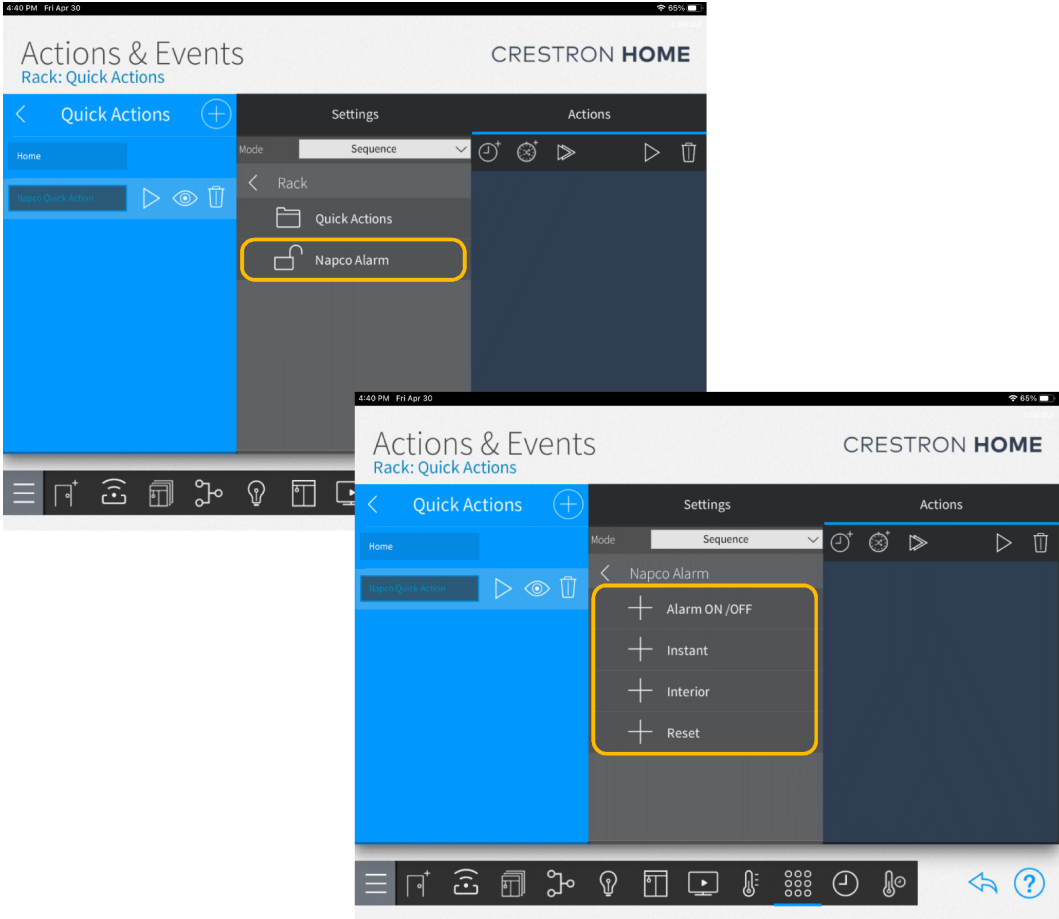 4:40 PM Fri Apr 30
65%
Actions & Events
CRESTRON HOME
Rack: Quick Actions
Quick Actions
Settings
Actions
Home
Mode
Sequence
Napco Quick Action
Rack
Quick Actions
Napco Alarm
4:40 PM Fri Apr 30
65%
Actions & Events
CRESTRON HOME
Rack: Quick Actions
Quick Actions
Settings
Actions
Home
Mode
Sequence
Napco Quick Action
Napco Alarm
Alarm ON /OFF
Instant
Interior
Reset
?